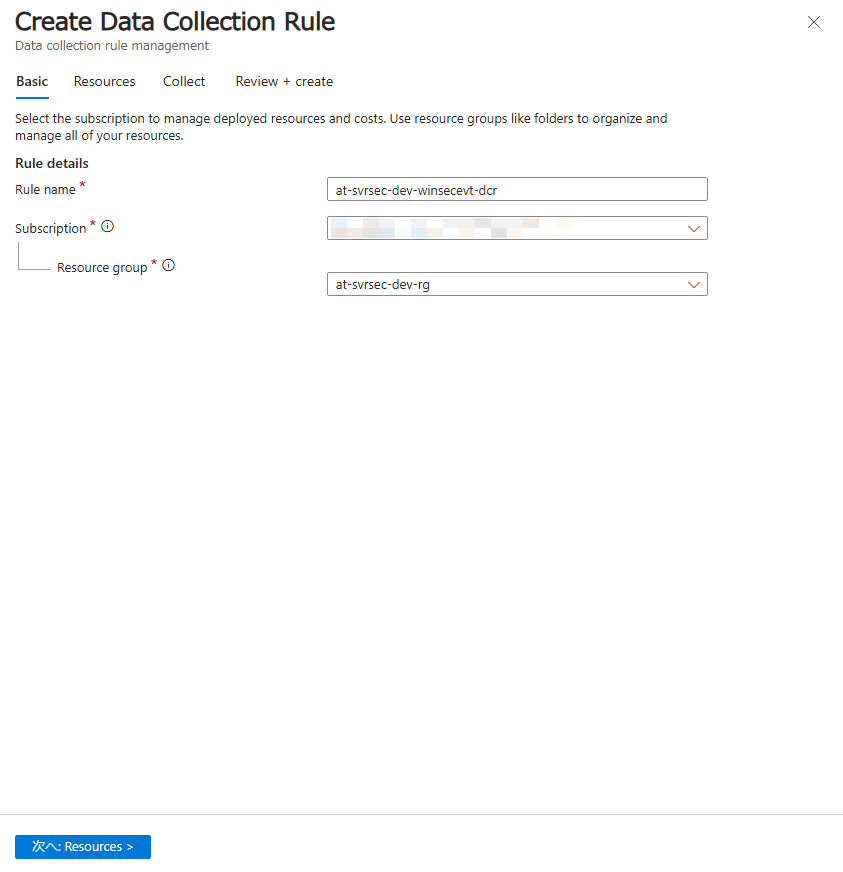 Create Data Collection Rule
Data collection rule management
Basic Resources Collect Review + create
Select the subscription to manage deployed resources and costs. Use resource groups like folders to organize and
manage all of your resources.
Rule details
Rule name *
at-svrsec-dev-winsecevt-dcr
Subscription *
Resource group *
at-svrsec-dev-rg
次へ: Resources >